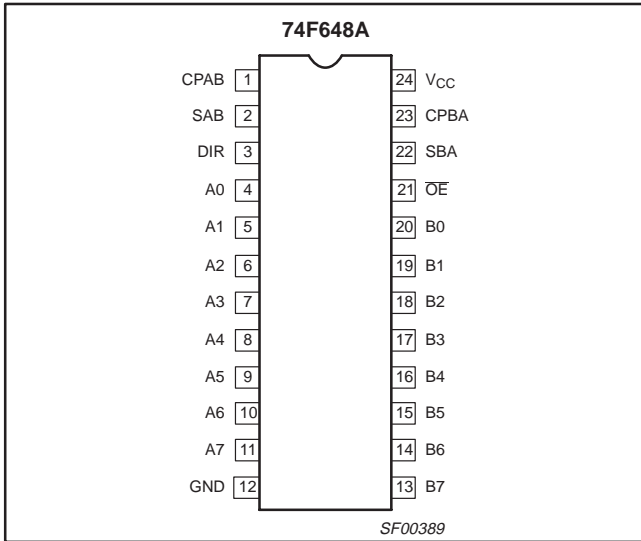 74F648A
CPAB 1 24 VCC
SAB 2 23 CPBA
DIR 3 22 SBA
A0 4 21 O̅E̅
A1 5 20 B0
A2 6 19 B1
A3 7 18 B2
A4 8 17 B3
A5 9 16 B4
A6 10 15 B5
A7 11 14 B6
GND 12 13 B7
SF00389